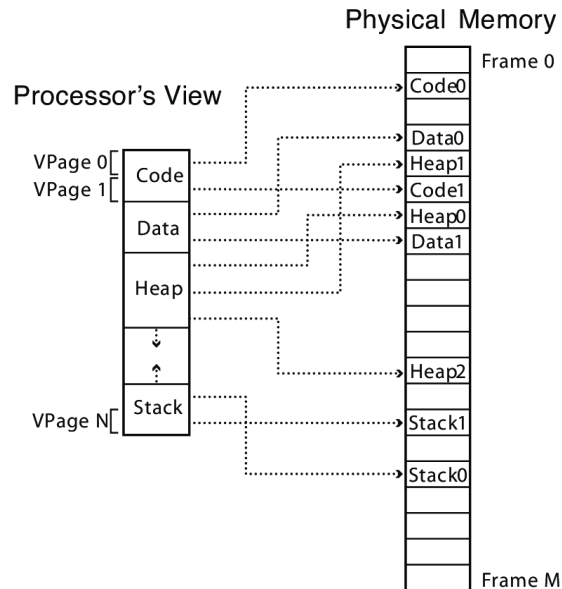 Physical Memory
Frame 0
Code0
Processor's View
Data0
VPage 0
Code
Heap1
VPage 1
Code1
Heap0
Data
Data1
Heap
Heap2
Stack
VPage N
Stack1
Stack0
Frame M